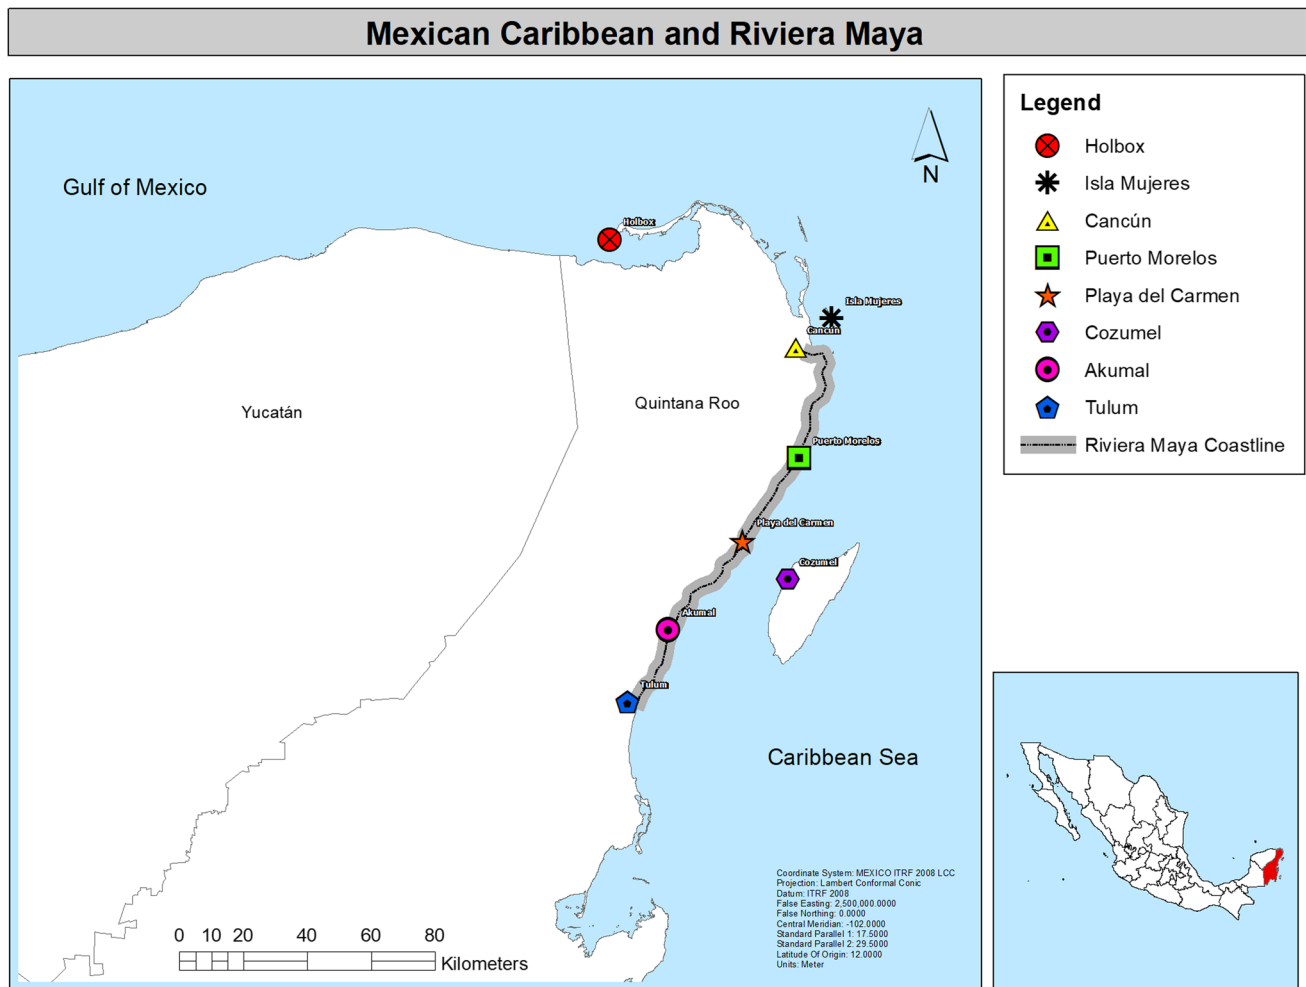 Mexican Caribbean and Riviera Maya
Gulf of Mexico
N
Holbox
Isla Mujeres
Cancún
Yucatán
Quintana Roo
Puerto Morelos
Playa del Carmen
Cozumel
Akumal
Tulum
Caribbean Sea
Coordinate System: MEXICO ITRF 2008 LCC
Projection: Lambert Conformal Conic
Datum: ITRF 2008
False Easting: 2,500,000.0000
False Northing: 0.0000
Central Meridian: -102.0000
Standard Parallel 1: 17.5000
Standard Parallel 2: 29.5000
Latitude Of Origin: 12.0000
Units: Meter
0 10 20 40 60 80
Kilometers
Legend
Holbox
Isla Mujeres
Cancún
Puerto Morelos
Playa del Carmen
Cozumel
Akumal
Tulum
Riviera Maya Coastline